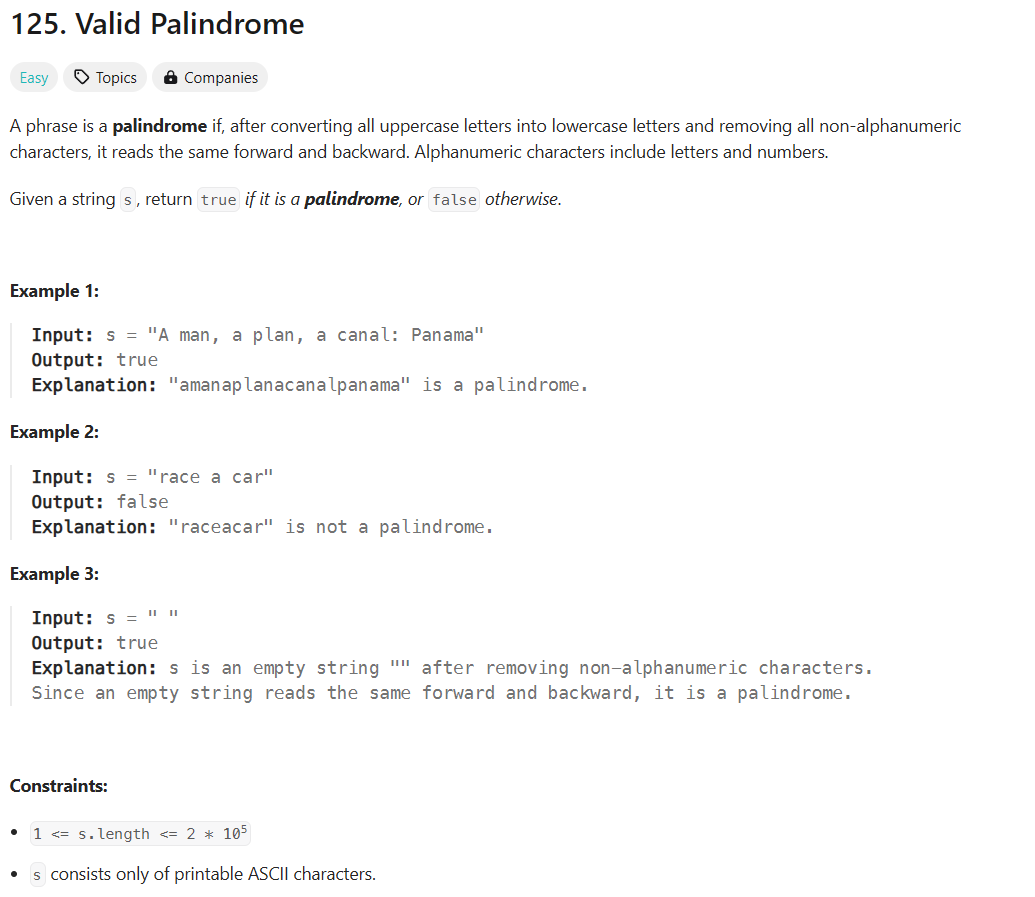 125. Valid Palindrome
Easy Topics Companies
A phrase is a palindrome if, after converting all uppercase letters into lowercase letters and removing all non-alphanumeric
characters, it reads the same forward and backward. Alphanumeric characters include letters and numbers.
Given a string s, return true if it is a palindrome, or false otherwise.
Example 1:
Input: s = "A man, a plan, a canal: Panama"
Output: true
Explanation: "amanaplanacanalpanama" is a palindrome.
Example 2:
Input: s = "race a car"
Output: false
Explanation: "raceacar" is not a palindrome.
Example 3:
Input: s = " "
Output: true
Explanation: s is an empty string "" after removing non-alphanumeric characters.
Since an empty string reads the same forward and backward, it is a palindrome.
Constraints:
• 1 <= s.length <= 2 * 10⁵
• s consists only of printable ASCII characters.